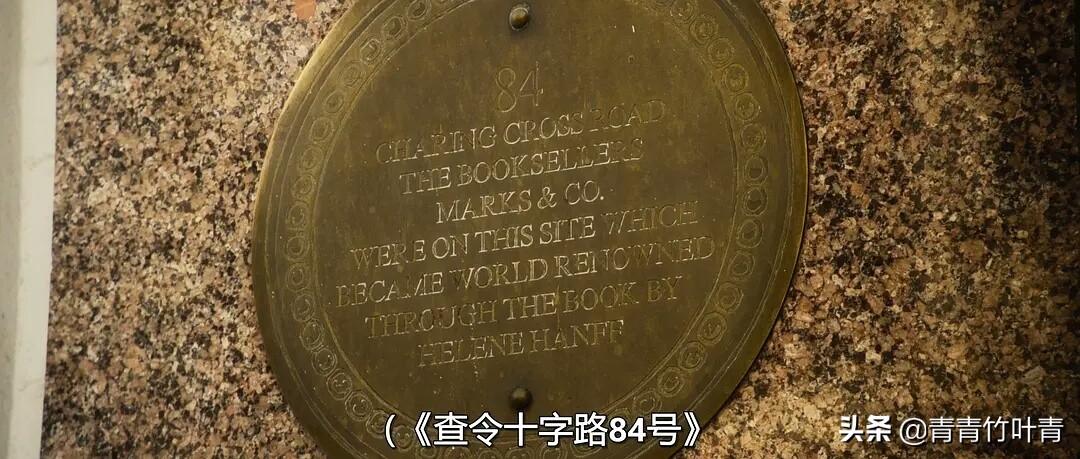 84
CHARING CROSS ROAD
THE BOOKSELLERS
MARKS & CO.
WERE ON THIS SITE WHICH
BECAME WORLD RENOWNED
THROUGH THE BOOK BY
HELENE HANFF
(《查令十字路84号》
头条 @青青竹叶青